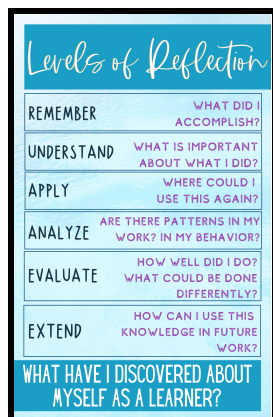 Levels of Reflection
REMEMBER
WHAT DID I
ACCOMPLISH?
UNDERSTAND
WHAT IS IMPORTANT
ABOUT WHAT I DID?
APPLY
WHERE COULD I
USE THIS AGAIN?
ANALYZE
ARE THERE PATTERNS IN MY
WORK? IN MY BEHAVIOR?
EVALUATE
HOW WELL DID I DO?
WHAT COULD BE DONE
DIFFERENTLY?
EXTEND
HOW CAN I USE THIS
KNOWLEDGE IN FUTURE
WORK?
WHAT HAVE I DISCOVERED ABOUT
MYSELF AS A LEARNER?